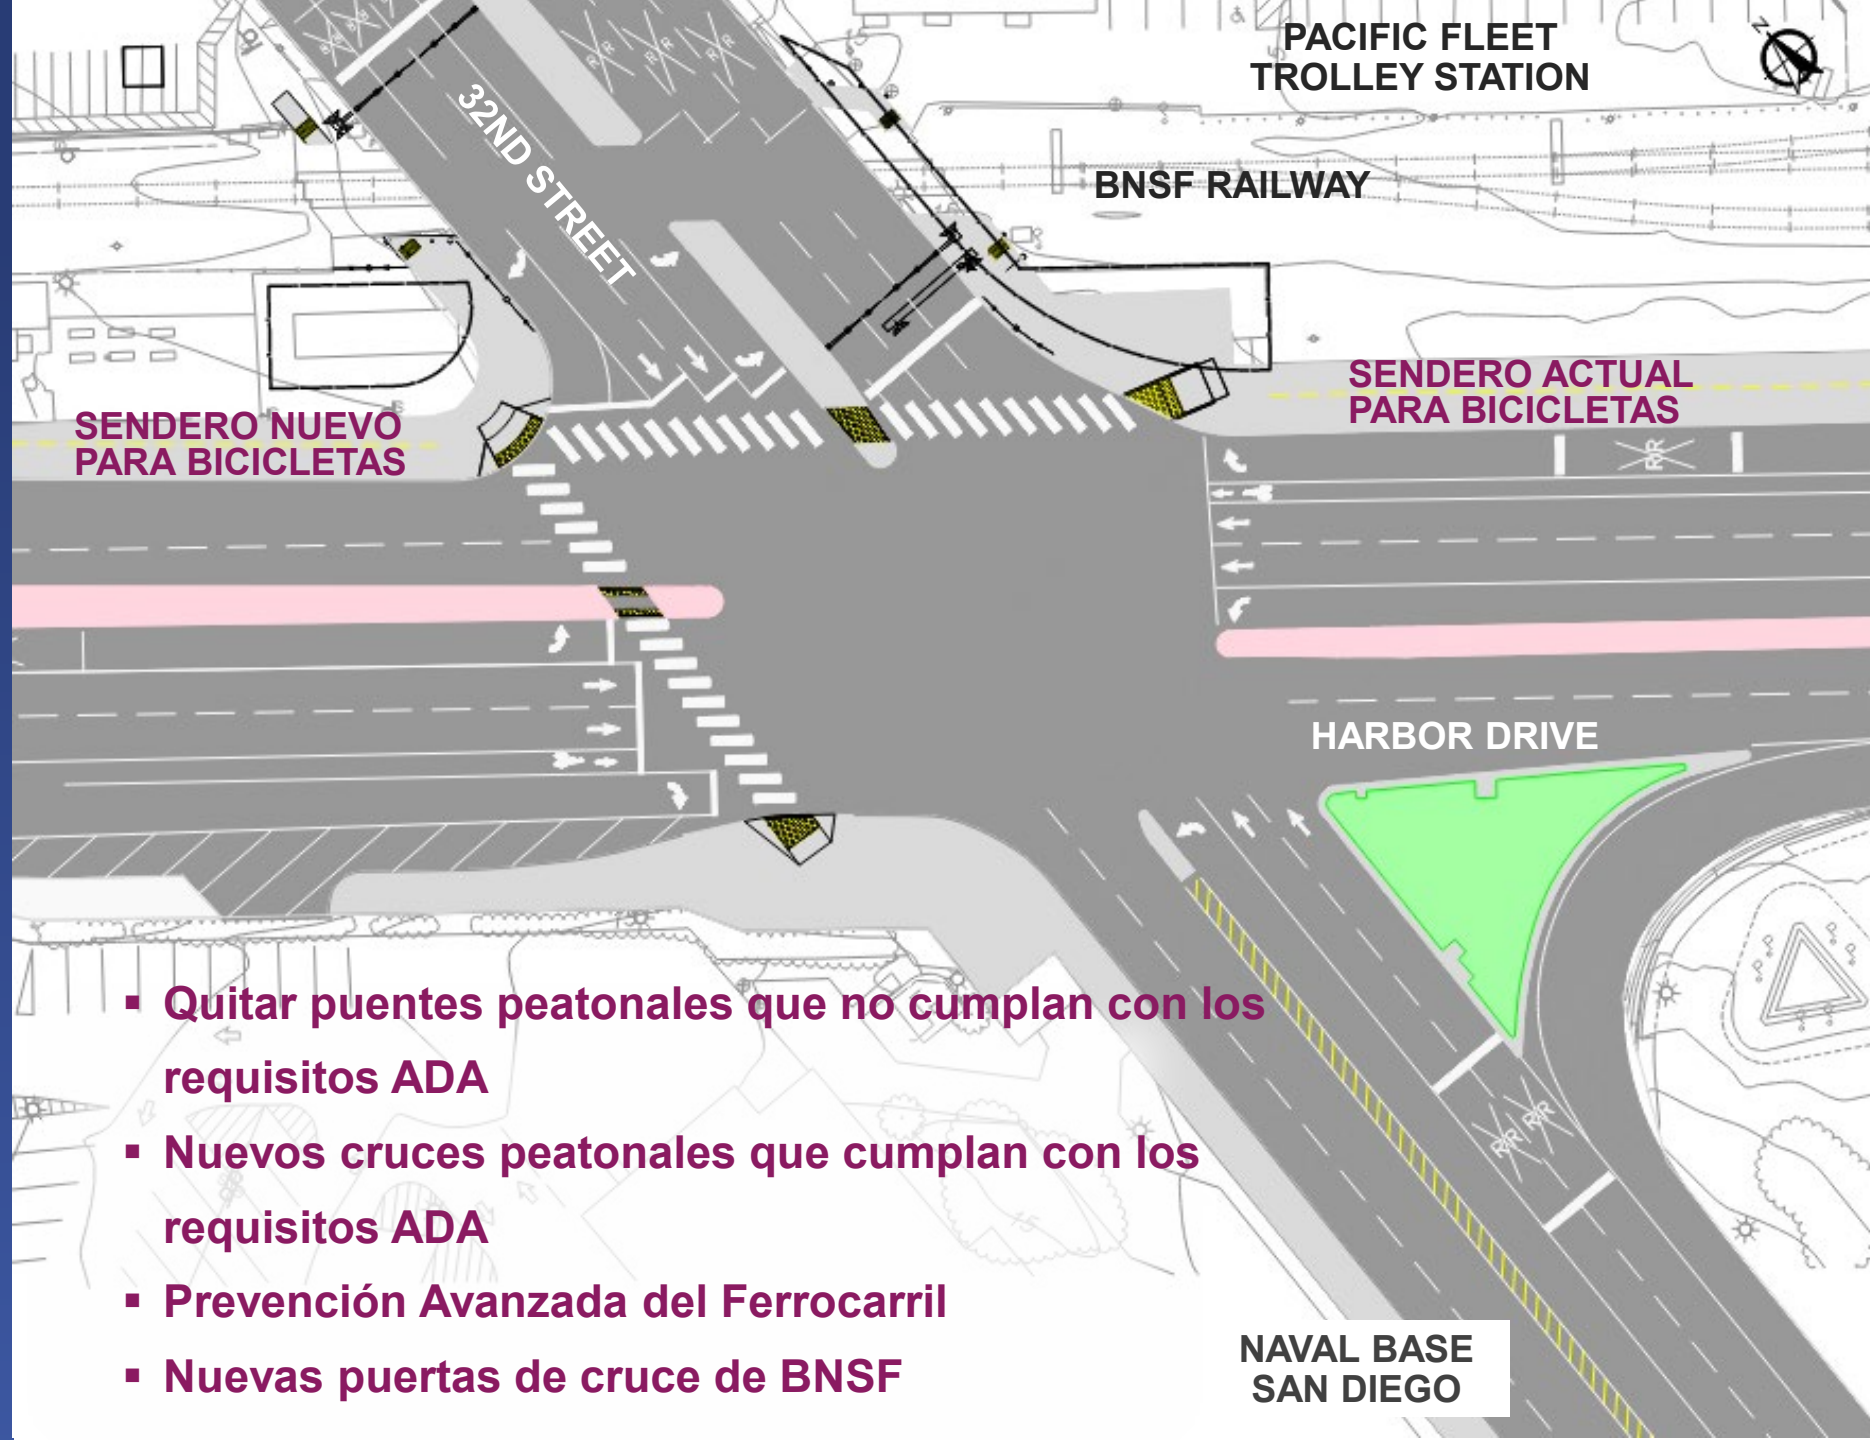 PACIFIC FLEET
TROLLEY STATION
Z
32ND STREET
BNSF RAILWAY
SENDERO ACTUAL
PARA BICICLETAS
SENDERO NUEVO
PARA BICICLETAS
HARBOR DRIVE
▪ Quitar puentes peatonales que no cumplan con los
requisitos ADA
▪ Nuevos cruces peatonales que cumplan con los
requisitos ADA
▪ Prevención Avanzada del Ferrocarril
▪ Nuevas puertas de cruce de BNSF
NAVAL BASE
SAN DIEGO